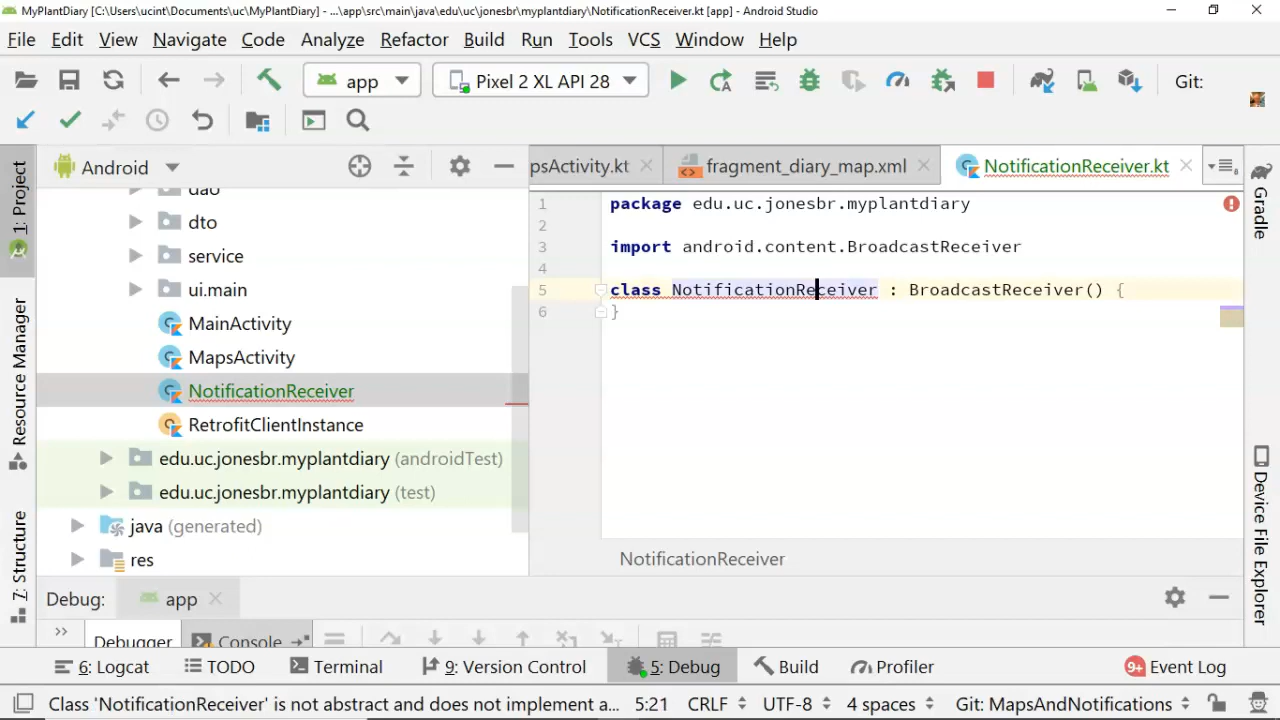 MyPlantDiary [C:\Users\ucint\Documents\uc\MyPlantDiary] - ...\app\src\main\java\edu\uc\jonesbr\myplantdiary\NotificationReceiver.kt [app] - Android Studio
File Edit View Navigate Code Analyze Refactor Build Run Tools VCS Window Help
app Pixel 2 XL API 28 Git:
Android
psActivity.kt fragment_diary_map.xml NotificationReceiver.kt
1: Project
Resource Manager
7: Structure
dao
dto
service
ui.main
MainActivity
MapsActivity
NotificationReceiver
RetrofitClientInstance
edu.uc.jonesbr.myplantdiary (androidTest)
edu.uc.jonesbr.myplantdiary (test)
java (generated)
res
1 package edu.uc.jonesbr.myplantdiary
2
3 import android.content.BroadcastReceiver
4
5 class NotificationReceiver : BroadcastReceiver() {
6 }
NotificationReceiver
Gradle
Device File Explorer
Debug: app
Debugger Console
6: Logcat TODO Terminal 9: Version Control 5: Debug Build Profiler 9+ Event Log
Class 'NotificationReceiver' is not abstract and does not implement a... 5:21 CRLF UTF-8 4 spaces Git: MapsAndNotifications